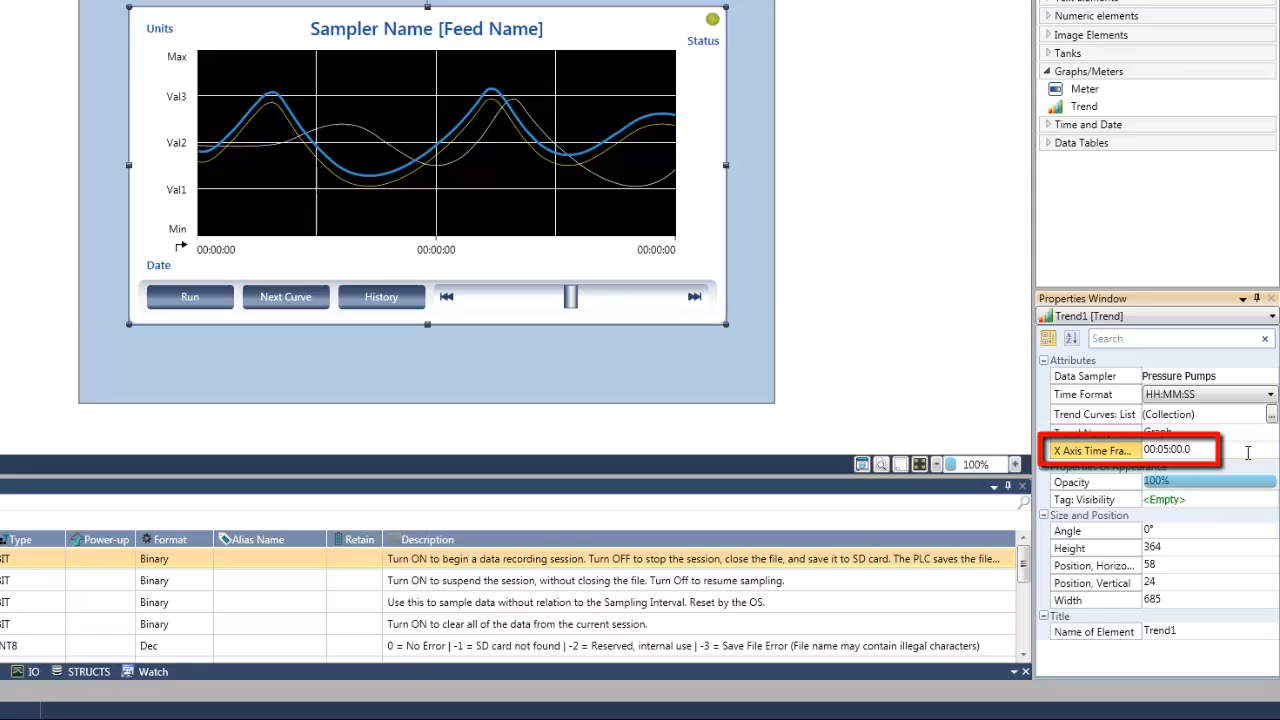 Units
Sampler Name [Feed Name]
Status
Max
Val3
Val2
Val1
Min
00:00:00
00:00:00
00:00:00
Date
Run
Next Curve
History
Numeric elements
Image Elements
Tanks
Graphs/Meters
Meter
Trend
Time and Date
Data Tables
Properties Window
Trend1 [Trend]
Search
Attributes
Data Sampler Pressure Pumps
Time Format HH:MM:SS
Trend Curves: List (Collection) ...
Graph
X Axis Time Fra... 00:05:00.0
Properties of Appearance
Opacity 100%
Tag: Visibility <Empty>
Size and Position
Angle 0°
Height 364
Position, Horizo... 58
Position, Vertical 24
Width 685
Title
Name of Element Trend1
100%
Type Power-up Format Alias Name Retain Description
BIT Binary Turn ON to begin a data recording session. Turn OFF to stop the session, close the file, and save it to SD card. The PLC saves the file...
BIT Binary Turn ON to suspend the session, without closing the file. Turn Off to resume sampling.
BIT Binary Use this to sample data without relation to the Sampling Interval. Reset by the OS.
BIT Binary Turn ON to clear all of the data from the current session.
NT8 Dec 0 = No Error | -1 = SD card not found | -2 = Reserved, internal use | -3 = Save File Error (File name may contain illegal characters)
IO STRUCTS Watch